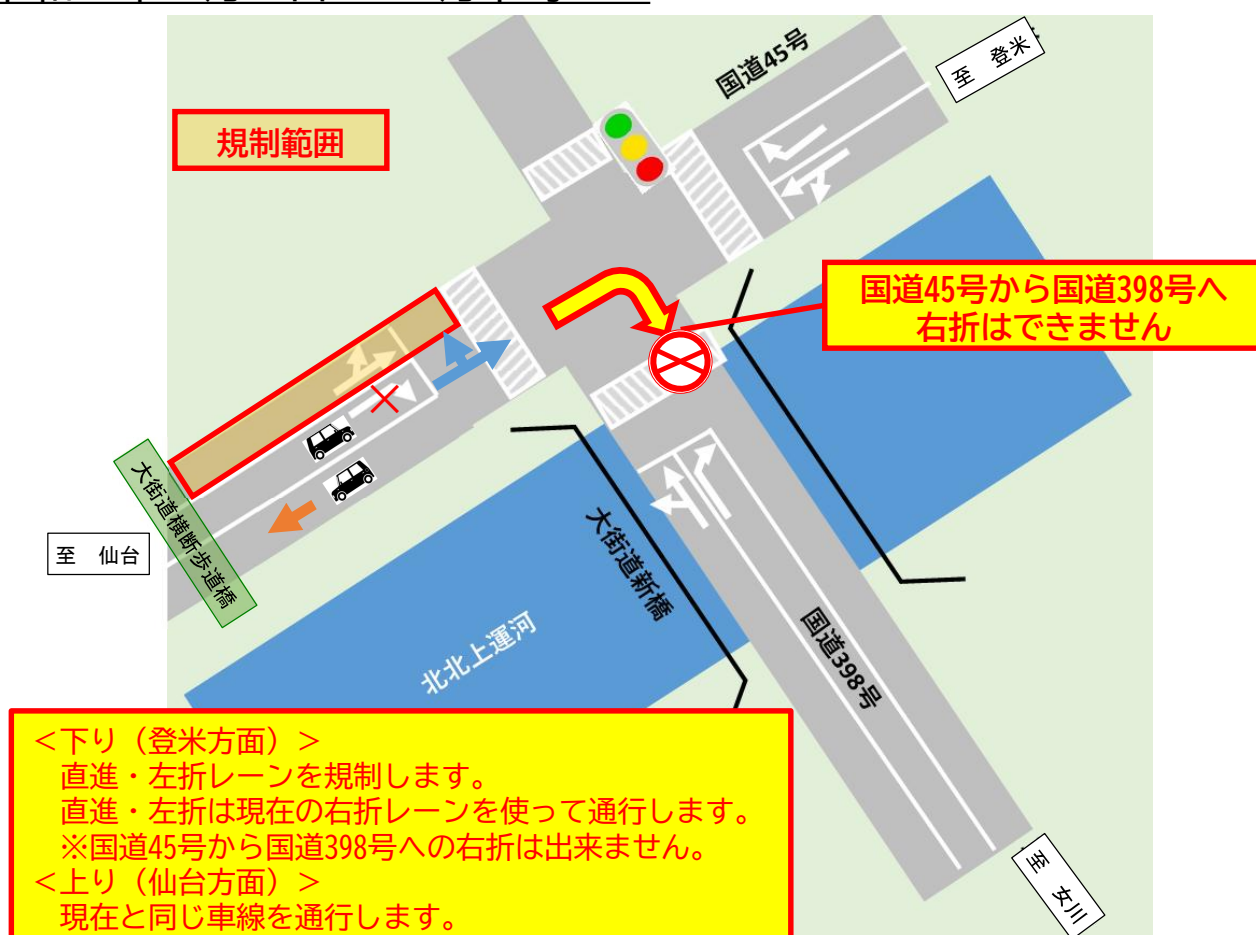 国道45号
至 登米
規制範囲
国道45号から国道398号へ
右折はできません
大街道横断歩道橋
至 仙台
大街道新橋
国道398号
北北上運河
至 女川
＜下り（登米方面）＞
直進・左折レーンを規制します。
直進・左折は現在の右折レーンを使って通行します。
※国道45号から国道398号への右折は出来ません。
＜上り（仙台方面）＞
現在と同じ車線を通行します。